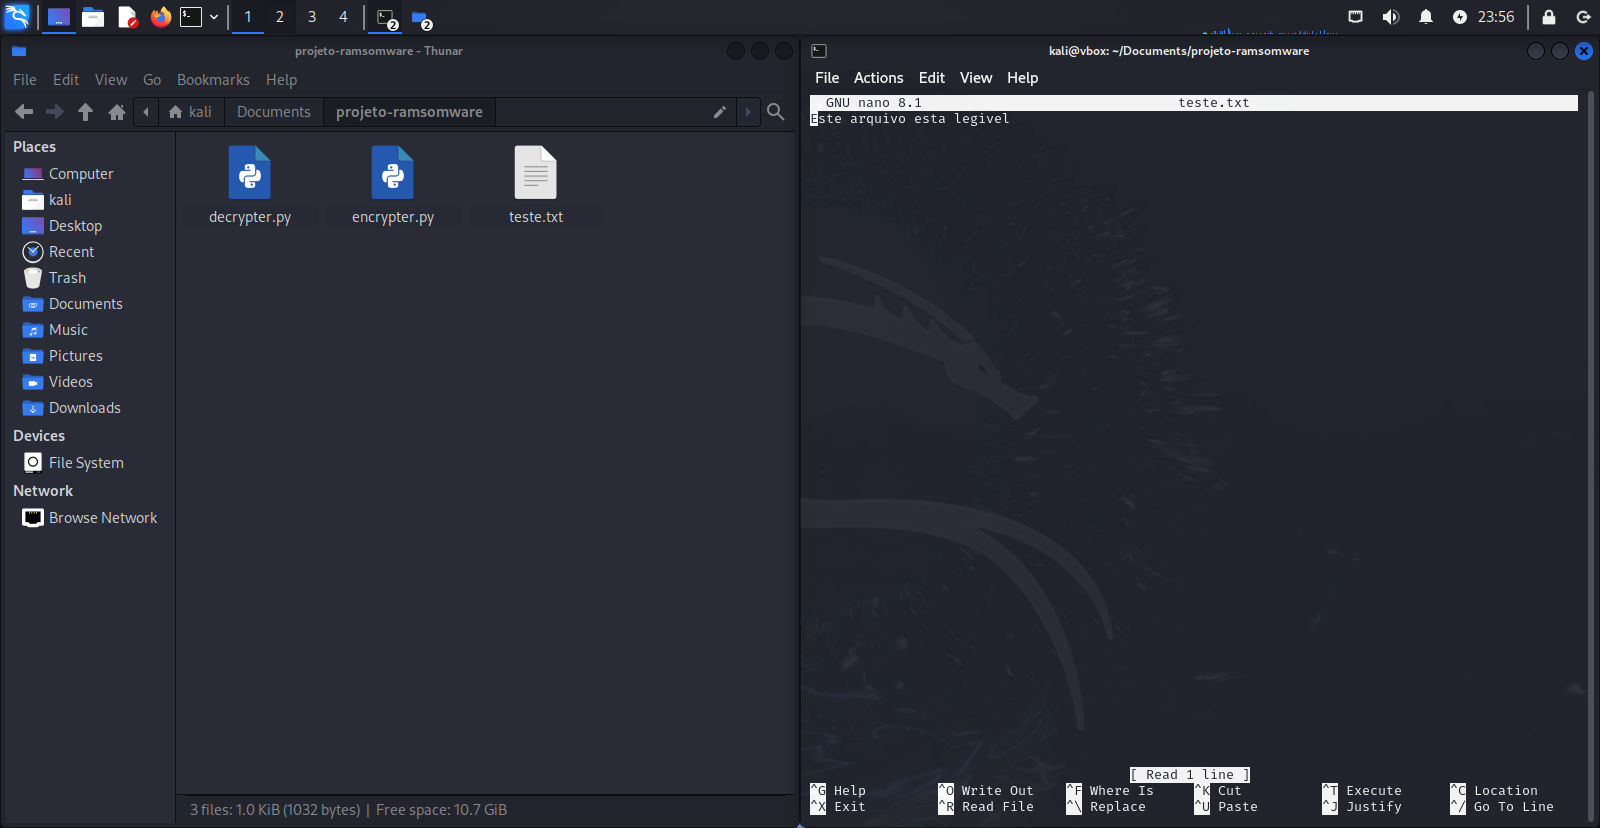 1 2 3 4 2 2 23:56
projeto-ramsomware - Thunar
File Edit View Go Bookmarks Help
kali Documents projeto-ramsomware
Places
Computer
kali
Desktop
Recent
Trash
Documents
Music
Pictures
Videos
Downloads
Devices
File System
Network
Browse Network
decrypter.py encrypter.py teste.txt
3 files: 1.0 KiB (1032 bytes) | Free space: 10.7 GiB
kali@vbox: ~/Documents/projeto-ramsomware
File Actions Edit View Help
GNU nano 8.1 teste.txt
Este arquivo esta legivel
[ Read 1 line ]
^G Help ^O Write Out ^F Where Is ^K Cut ^T Execute ^C Location
^X Exit ^R Read File ^\ Replace ^U Paste ^J Justify ^/ Go To Line